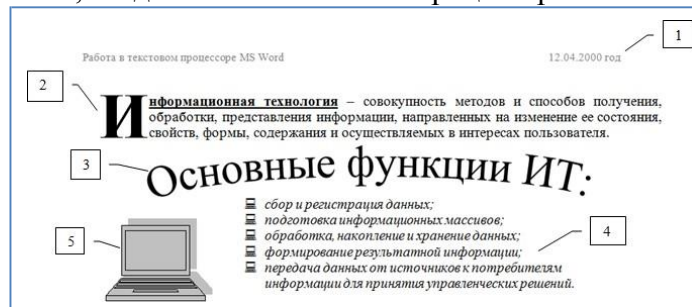 1
Работа в текстовом процессоре MS Word 12.04.2000 год
2
Информационная технология – совокупность методов и способов получения,
обработки, представления информации, направленных на изменение ее состояния,
свойств, формы, содержания и осуществляемых в интересах пользователя.
3
Основные функции ИТ:
сбор и регистрация данных;
подготовка информационных массивов;
обработка, накопление и хранение данных;
4
5
формирование результатной информации;
передача данных от источников к потребителям
информации для принятия управленческих решений.